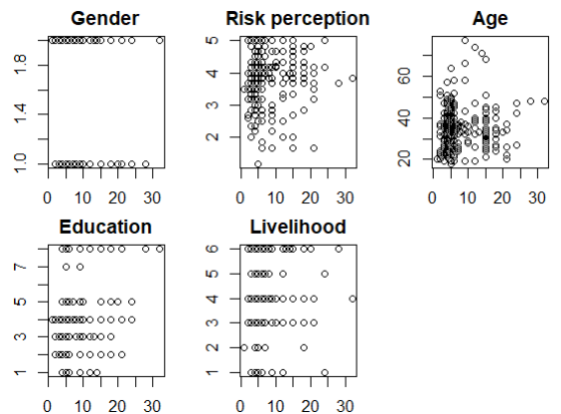 Gender
Risk perception
Age
1.0 1.4 1.8
2 3 4 5
20 40 60
0 10 20 30
0 10 20 30
0 10 20 30
Education
Livelihood
1 3 5 7
1 2 3 4 5 6
0 10 20 30
0 10 20 30